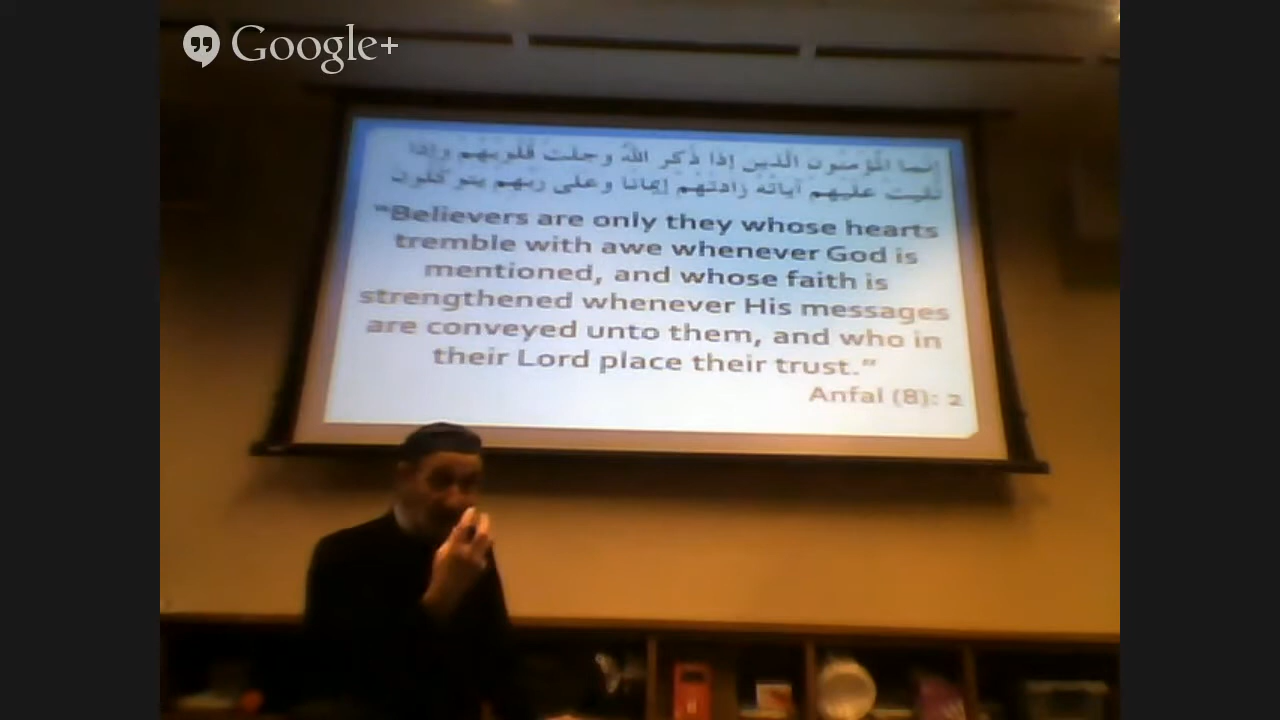 Google+
إنما المؤمنون الذين إذا ذكر الله وجلت قلوبهم وإذا
تليت عليهم آياته زادتهم إيمانا وعلى ربهم يتوكلون
"Believers are only they whose hearts
tremble with awe whenever God is
mentioned, and whose faith is
strengthened whenever His messages
are conveyed unto them, and who in
their Lord place their trust."
Anfal (8): 2